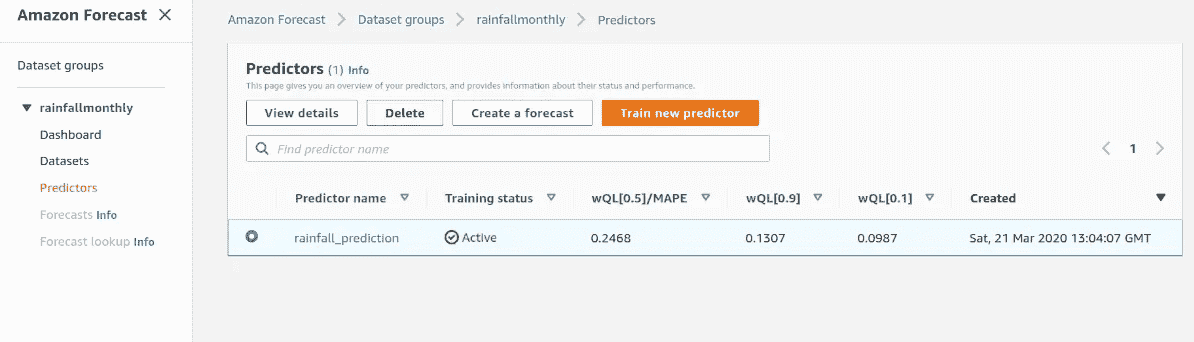 Amazon Forecast
Amazon Forecast Dataset groups rainfallmonthly Predictors
Dataset groups
rainfallmonthly
Dashboard
Datasets
Predictors
Forecasts Info
Forecast lookup Info
Predictors (1) Info
This page gives you an overview of your predictors, and provides information about their status and performance.
View details Delete Create a forecast Train new predictor
Find predictor name
1
Predictor name Training status wQL[0.5]/MAPE wQL[0.9] wQL[0.1] Created
rainfall_prediction Active 0.2468 0.1307 0.0987 Sat, 21 Mar 2020 13:04:07 GMT